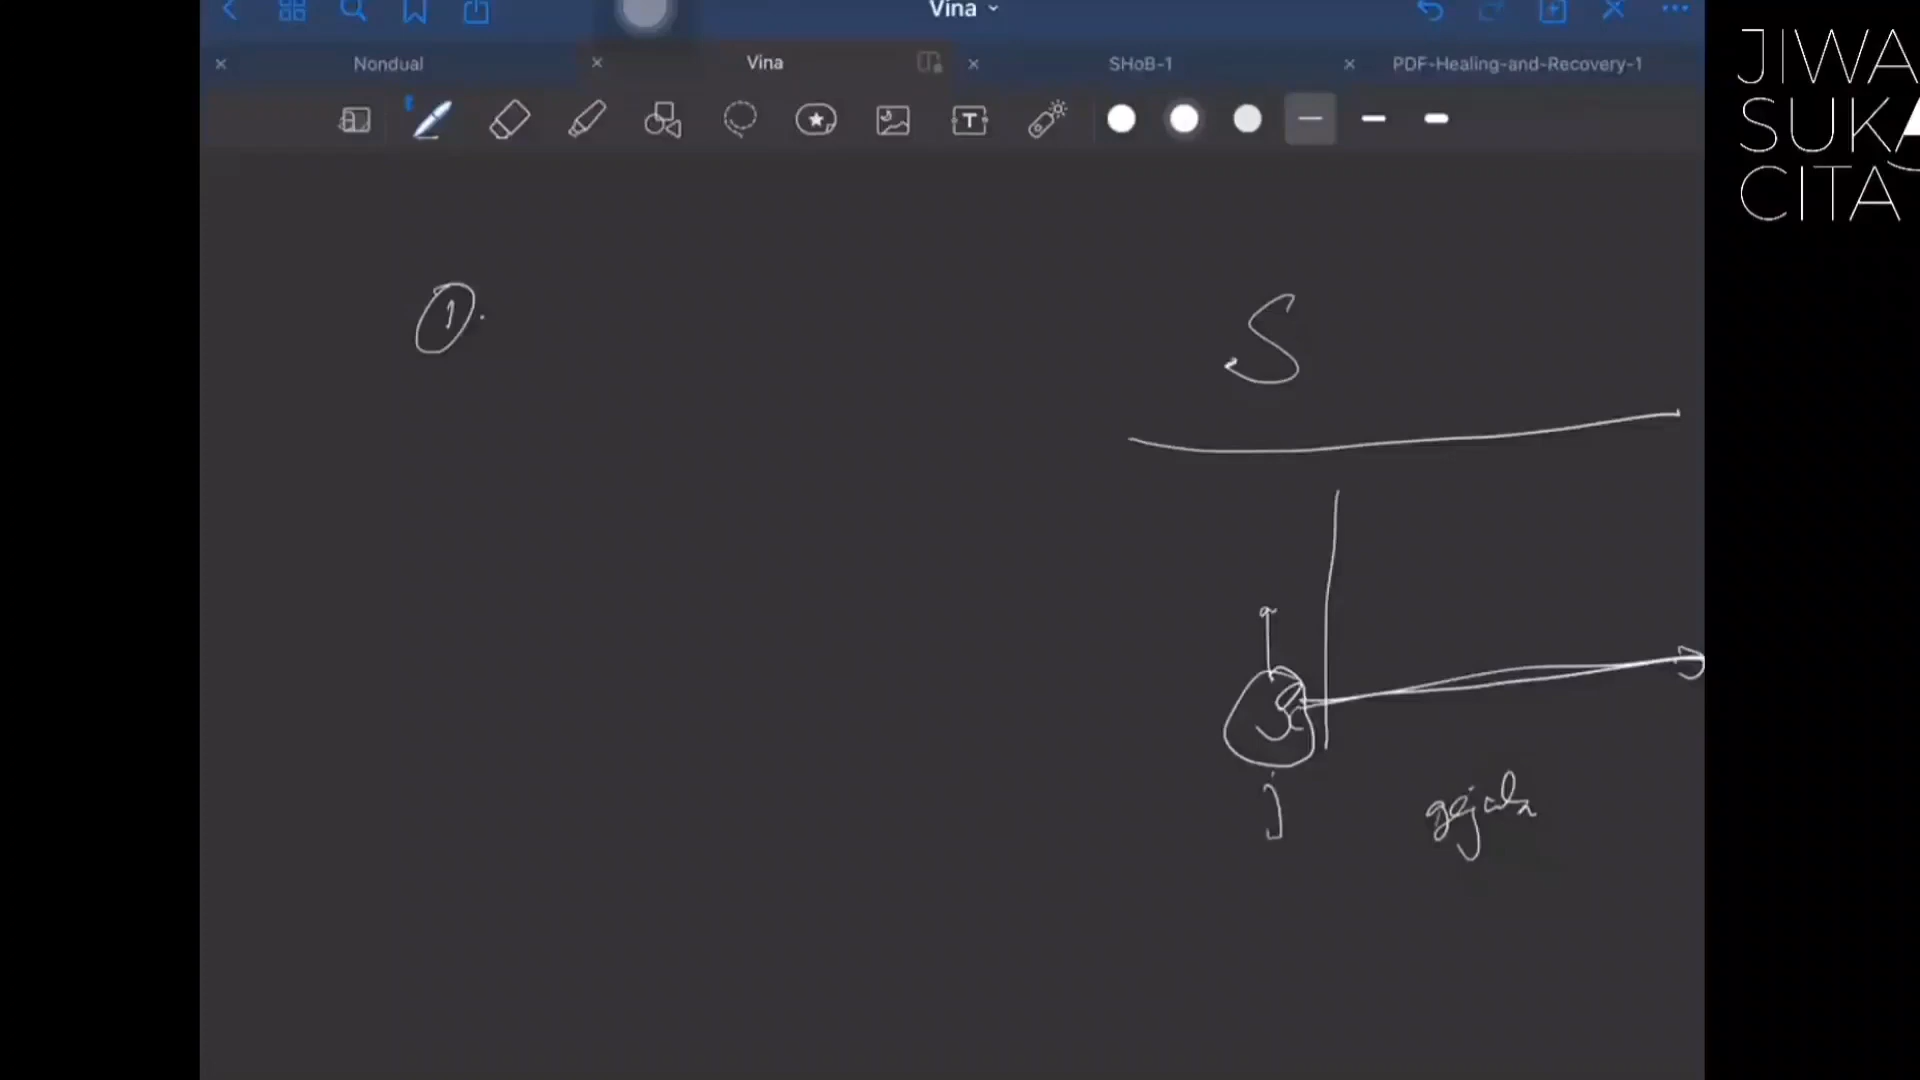 Vina
Nondual
Vina
SHoB-1
PDF-Healing-and-Recovery-1
T
JIWA
SUKA
CITA
1.
S
j
gejala